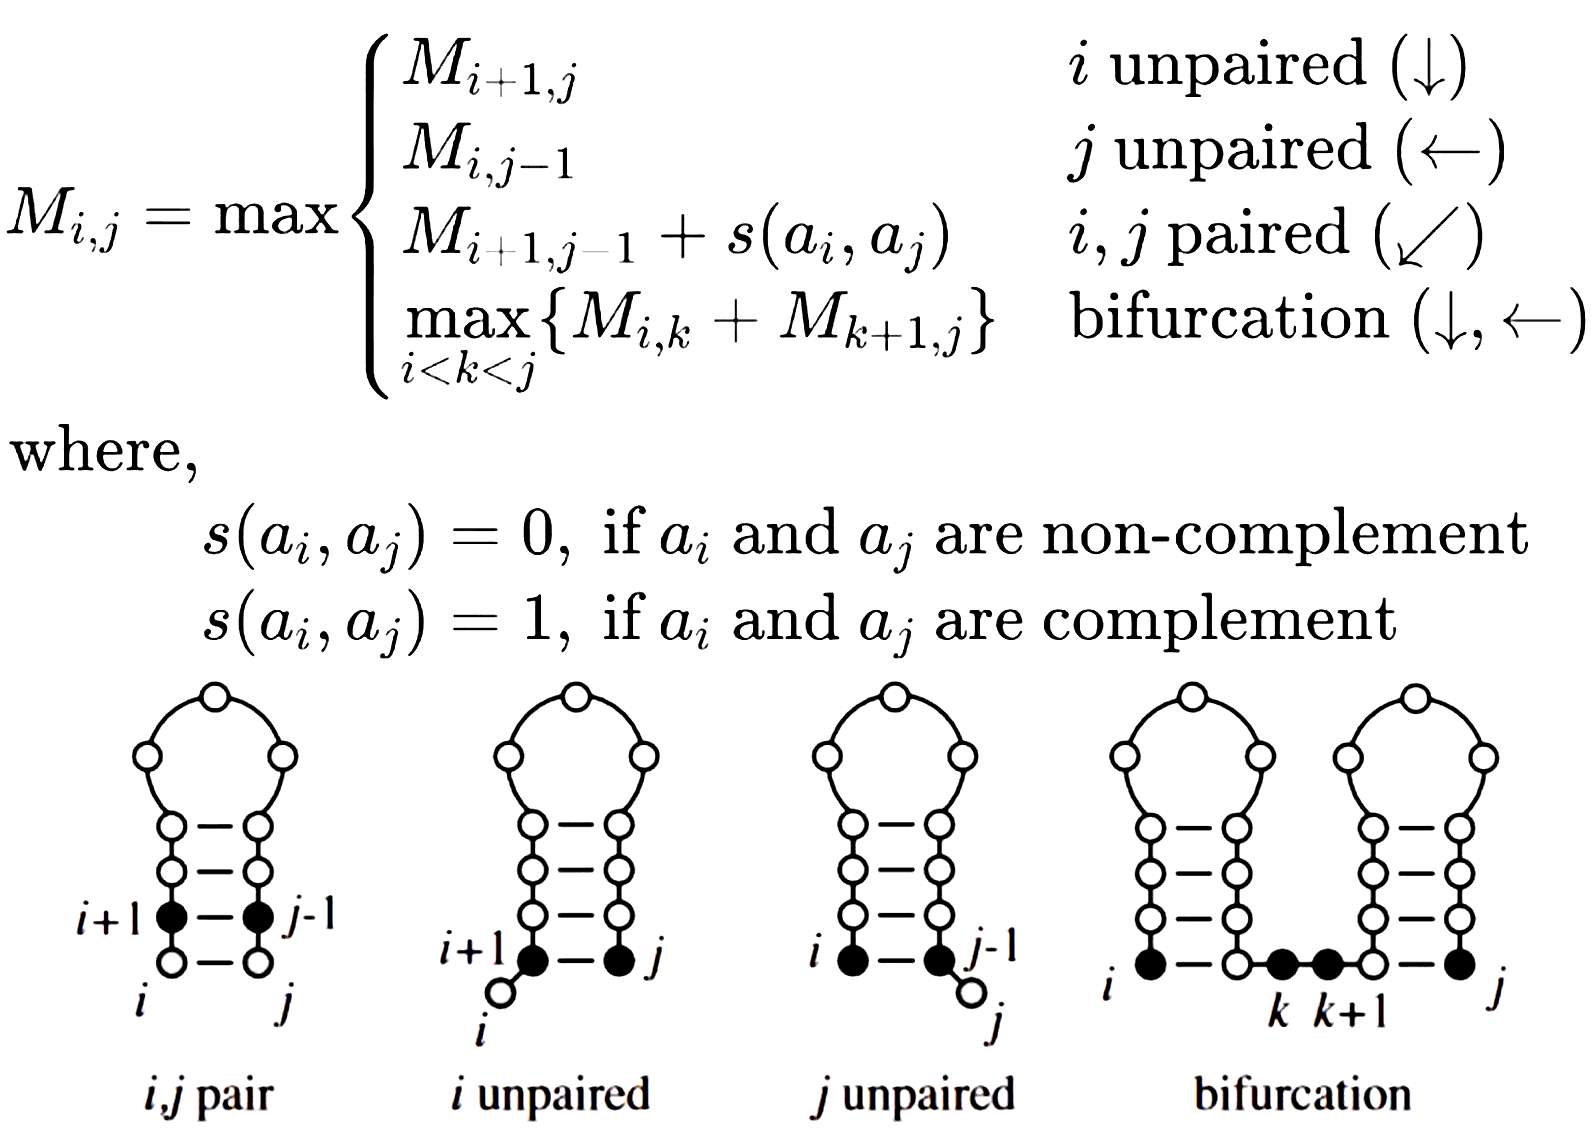 M_{i,j} = max { M_{i+1,j}    i unpaired (↓)
M_{i,j−1}    j unpaired (←)
M_{i+1,j−1} + s(a_i, a_j)    i, j paired (↙)
max_{i<k<j} {M_{i,k} + M_{k+1,j}}    bifurcation (↓, ←)
where,
s(a_i, a_j) = 0, if a_i and a_j are non-complement
s(a_i, a_j) = 1, if a_i and a_j are complement
i+1 j-1 i+1 j i j-1
i j i j i k k+1 j
i,j pair    i unpaired    j unpaired    bifurcation